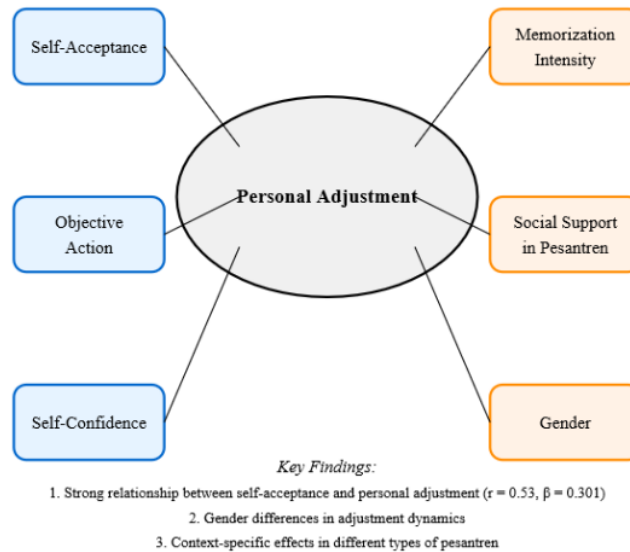 Self-Acceptance
Memorization
Intensity
Personal Adjustment
Objective
Action
Social Support
in Pesantren
Self-Confidence
Gender
Key Findings:
1. Strong relationship between self-acceptance and personal adjustment (r = 0.53, β = 0.301)
2. Gender differences in adjustment dynamics
3. Context-specific effects in different types of pesantren